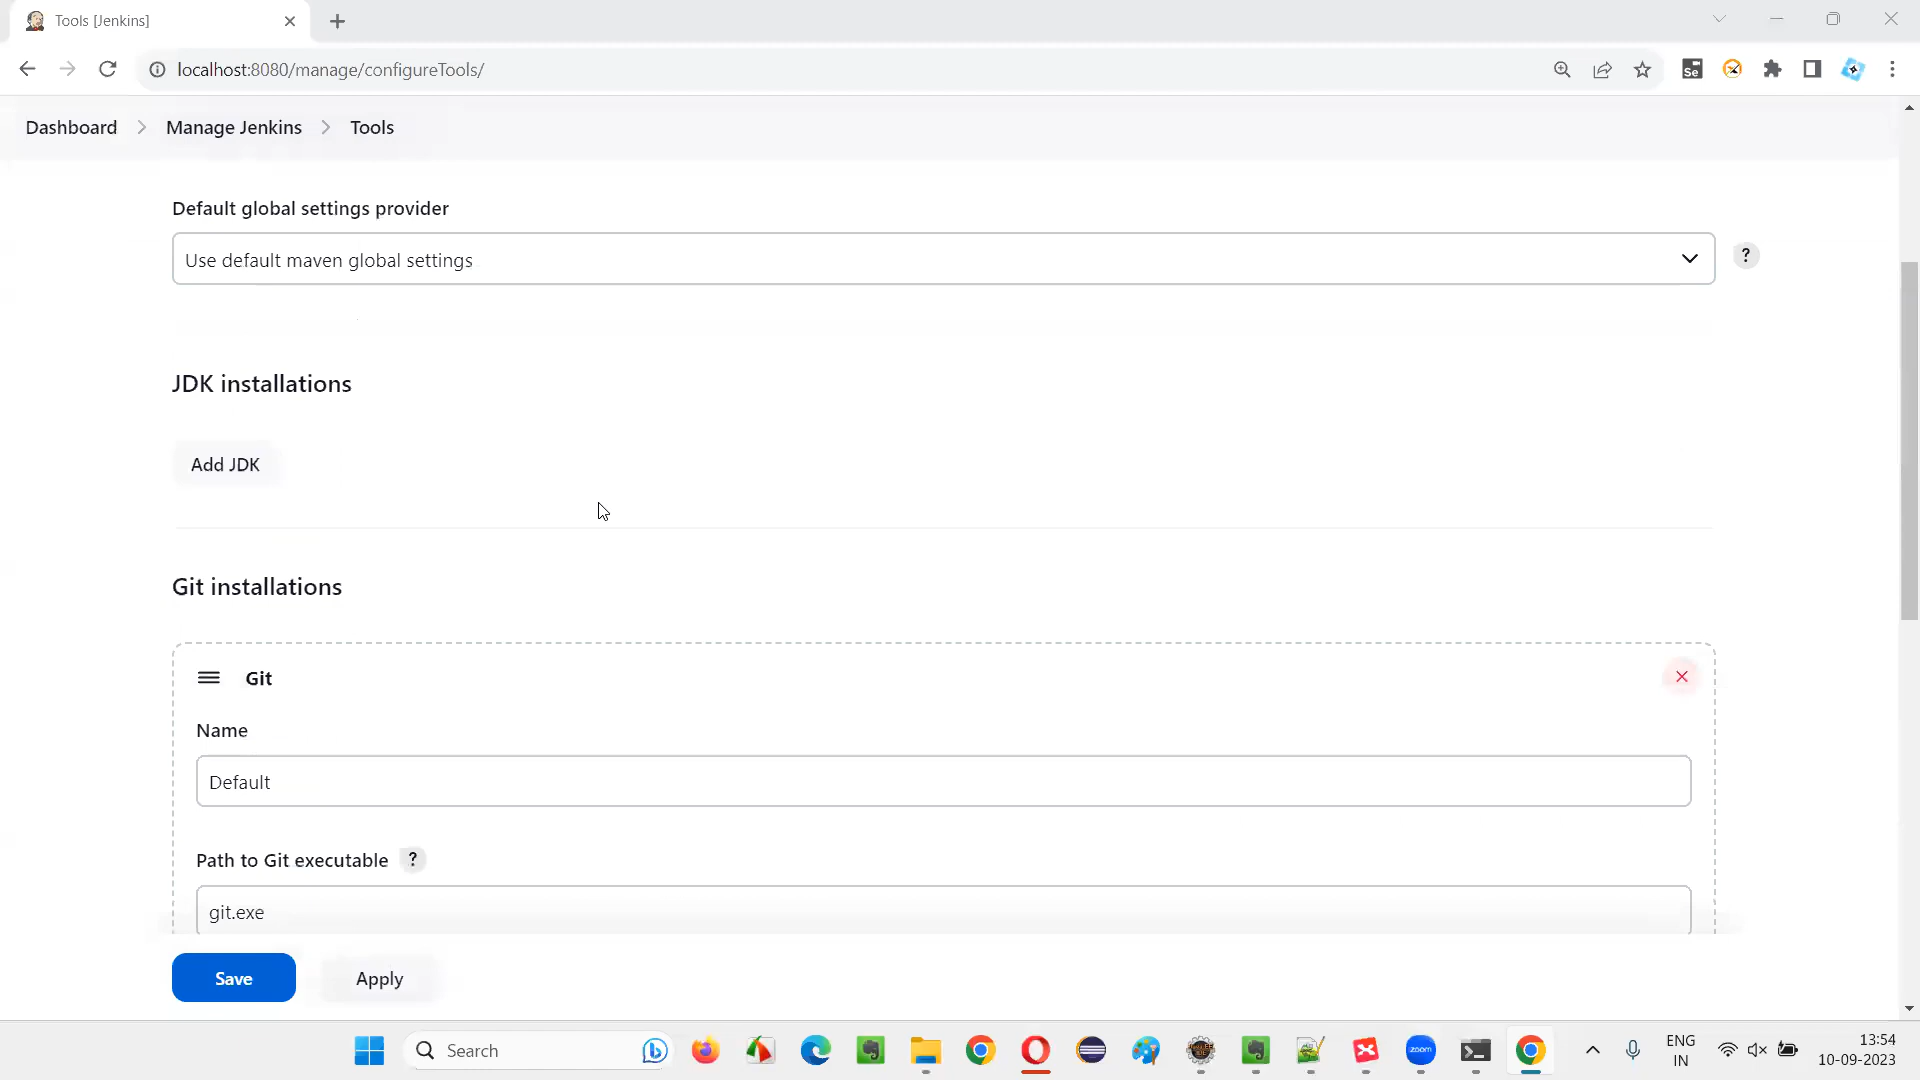 Tools [Jenkins]
localhost:8080/manage/configureTools/
Dashboard
Manage Jenkins
Tools
Default global settings provider
Use default maven global settings
?
JDK installations
Add JDK
Git installations
Git
Name
Default
Path to Git executable ?
git.exe
Save
Apply
Search
Se
zoom
ENG
IN
13:54
10-09-2023